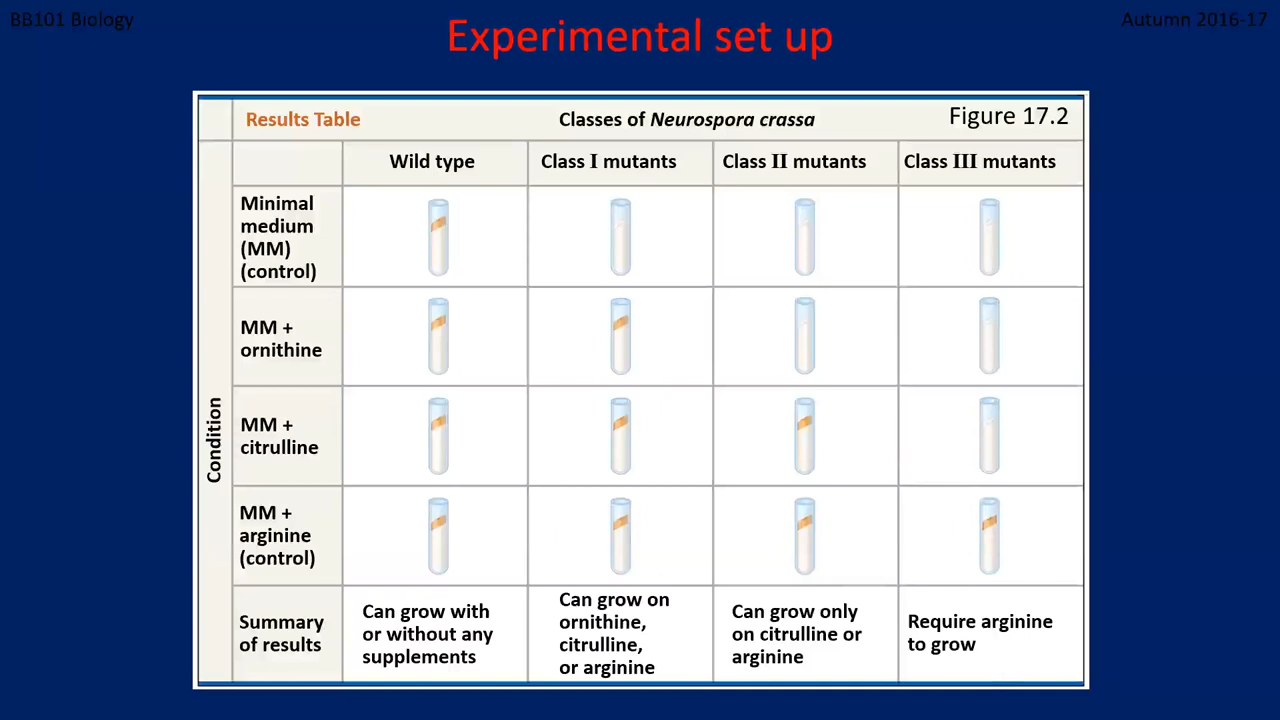 BB101 Biology
Autumn 2016-17
Experimental set up
Results Table
Classes of Neurospora crassa
Figure 17.2
Wild type
Class I mutants
Class II mutants
Class III mutants
Condition
Minimal
medium
(MM)
(control)
MM +
ornithine
MM +
citrulline
MM +
arginine
(control)
Summary
of results
Can grow with
or without any
supplements
Can grow on
ornithine,
citrulline,
or arginine
Can grow only
on citrulline or
arginine
Require arginine
to grow